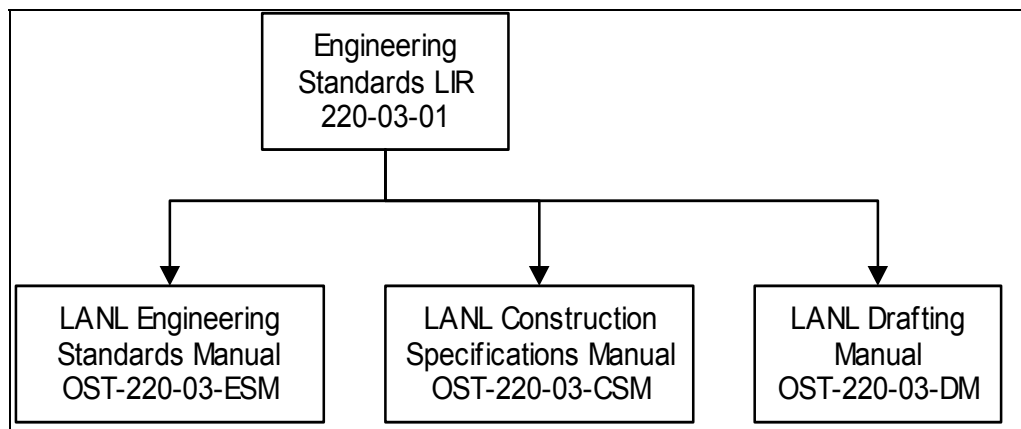 Engineering
Standards LIR
220-03-01
LANL Engineering
Standards Manual
OST-220-03-ESM
LANL Construction
Specifications Manual
OST-220-03-CSM
LANL Drafting
Manual
OST-220-03-DM